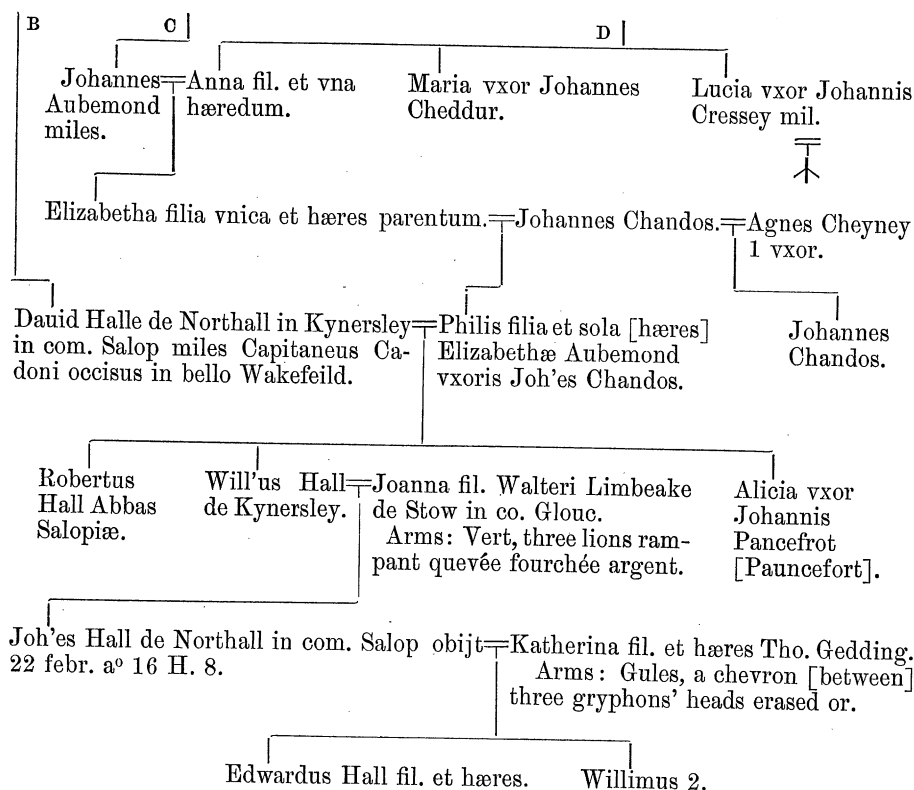 B
C
D
Johannes
Aubemond
miles.
Anna fil. et vna
hæredum.
Maria vxor Johannes
Cheddur.
Lucia vxor Johannis
Cressey mil.
Elizabetha filia vnica et hæres parentum.
Johannes Chandos.
Agnes Cheyney
1 vxor.
Dauid Halle de Northall in Kynersley
in com. Salop miles Capitaneus Ca-
doni occisus in bello Wakefeild.
Philis filia et sola [hæres]
Elizabethæ Aubemond
vxoris Joh'es Chandos.
Johannes
Chandos.
Robertus
Hall Abbas
Salopiæ.
Will'us Hall
de Kynersley.
Joanna fil. Walteri Limbeake
de Stow in co. Glouc.
Arms: Vert, three lions ram-
pant quevée fourchée argent.
Alicia vxor
Johannis
Pancefrot
[Pauncefort].
Joh'es Hall de Northall in com. Salop obijt
22 febr. aº 16 H. 8.
Katherina fil. et hæres Tho. Gedding.
Arms: Gules, a chevron [between]
three gryphons' heads erased or.
Edwardus Hall fil. et hæres.
Willimus 2.